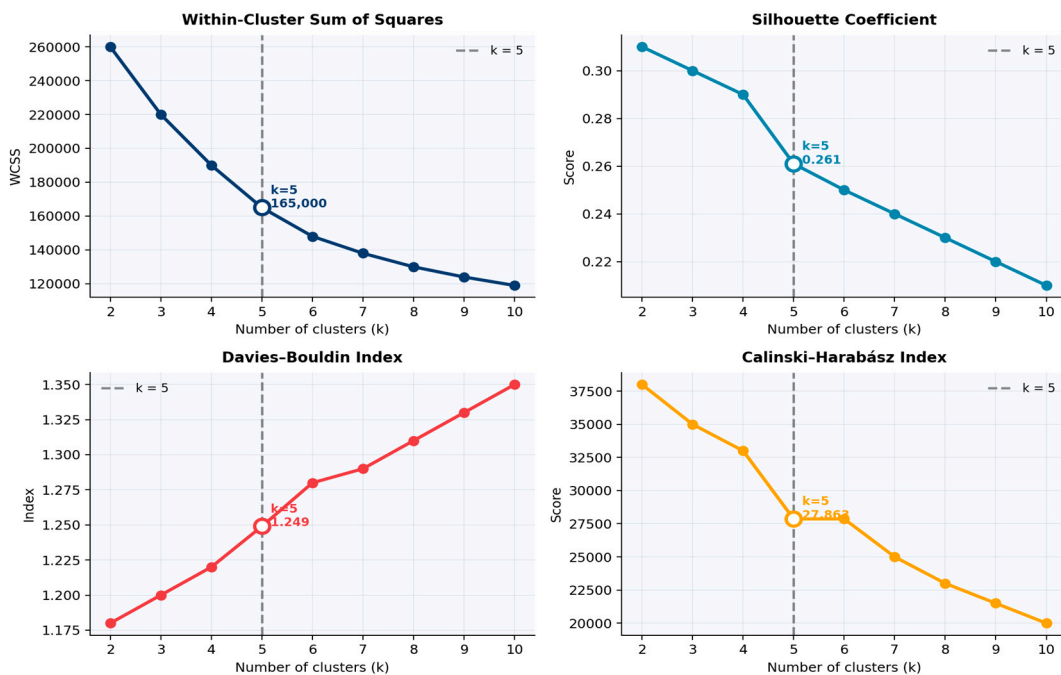 Within-Cluster Sum of Squares
k = 5
260000
240000
220000
200000
180000
160000
140000
120000
WCSS
k=5
165,000
2 3 4 5 6 7 8 9 10
Number of clusters (k)
Silhouette Coefficient
k = 5
0.30
0.28
0.26
0.24
0.22
Score
k=5
0.261
2 3 4 5 6 7 8 9 10
Number of clusters (k)
Davies–Bouldin Index
k = 5
1.350
1.325
1.300
1.275
1.250
1.225
1.200
1.175
Index
k=5
1.249
2 3 4 5 6 7 8 9 10
Number of clusters (k)
Calinski–Harabász Index
k = 5
37500
35000
32500
30000
27500
25000
22500
20000
Score
k=5
27,863
2 3 4 5 6 7 8 9 10
Number of clusters (k)